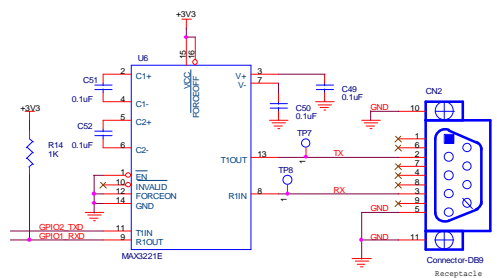 +3V3
U6
C51
0.1uF
2 C1+
4 C1-
C52
0.1uF
5 C2+
6 C2-
15 VCC
16 FORCEOFF
V+ 3
V- 7
C49
0.1uF
C50
0.1uF
+3V3
R14
1K
1 EN
10 INVALID
12 FORCEON
14 GND
T1OUT 13 TX
TP7
1
R1IN 8 RX
TP8
1
GPIO2_TXD 11 T1IN
GPIO1_RXD 9 R1OUT
MAX3221E
CN2
GND 10
1
6
2
7
4
8
3
9
5
GND
GND 11
Connector-DB9
Receptacle